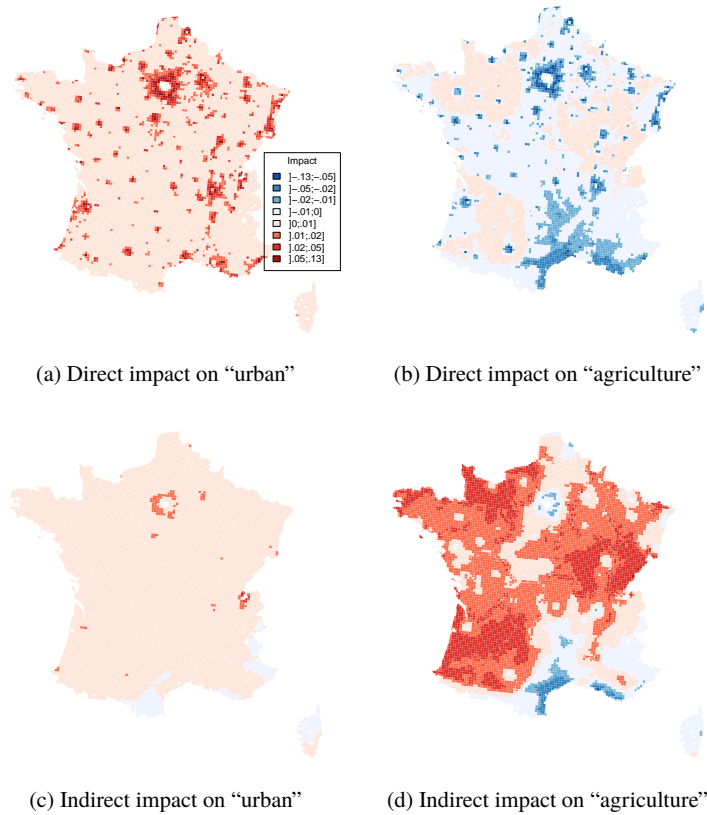 Impact
]−.13;−.05]
]−.05;−.02]
]−.02;−.01]
]−.01;0]
]0;.01]
].01;.02]
].02;.05]
].05;.13]
(a) Direct impact on “urban”
(b) Direct impact on “agriculture”
(c) Indirect impact on “urban”
(d) Indirect impact on “agriculture”